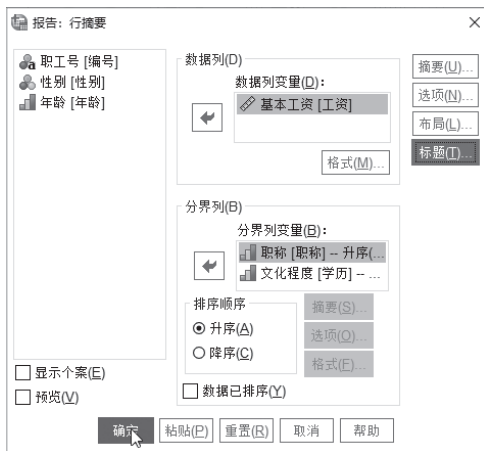 报告：行摘要
职工号 [编号]
性别 [性别]
年龄 [年龄]
数据列(D)
数据列变量(D)：
基本工资 [工资]
格式(M)...
分界列(B)
分界列变量(B)：
职称 [职称] -- 升序(...
文化程度 [学历] -- ...
排序顺序
升序(A)
降序(C)
摘要(S)...
选项(O)...
格式(F)...
数据已排序(Y)
摘要(U)...
选项(N)...
布局(L)...
标题(T)...
显示个案(E)
预览(V)
确定 粘贴(P) 重置(R) 取消 帮助